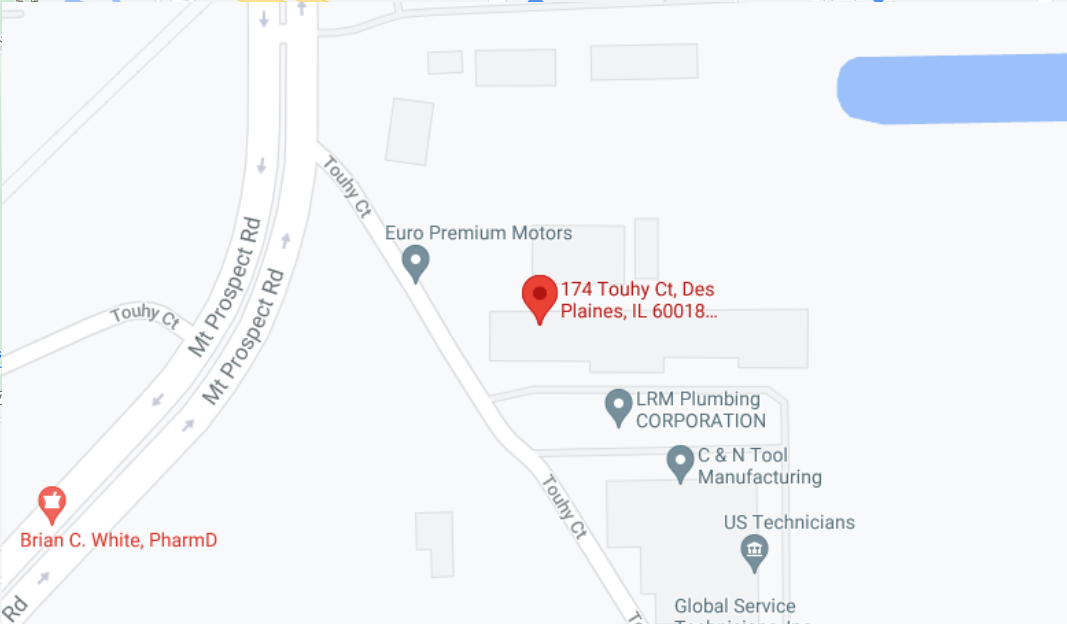 Touhy Ct
Euro Premium Motors
Mt Prospect Rd
Mt Prospect Rd
174 Touhy Ct, Des
Plaines, IL 60018...
Touhy Ct
LRM Plumbing
CORPORATION
C & N Tool
Manufacturing
Touhy Ct
US Technicians
Brian C. White, PharmD
Global Service
Rd